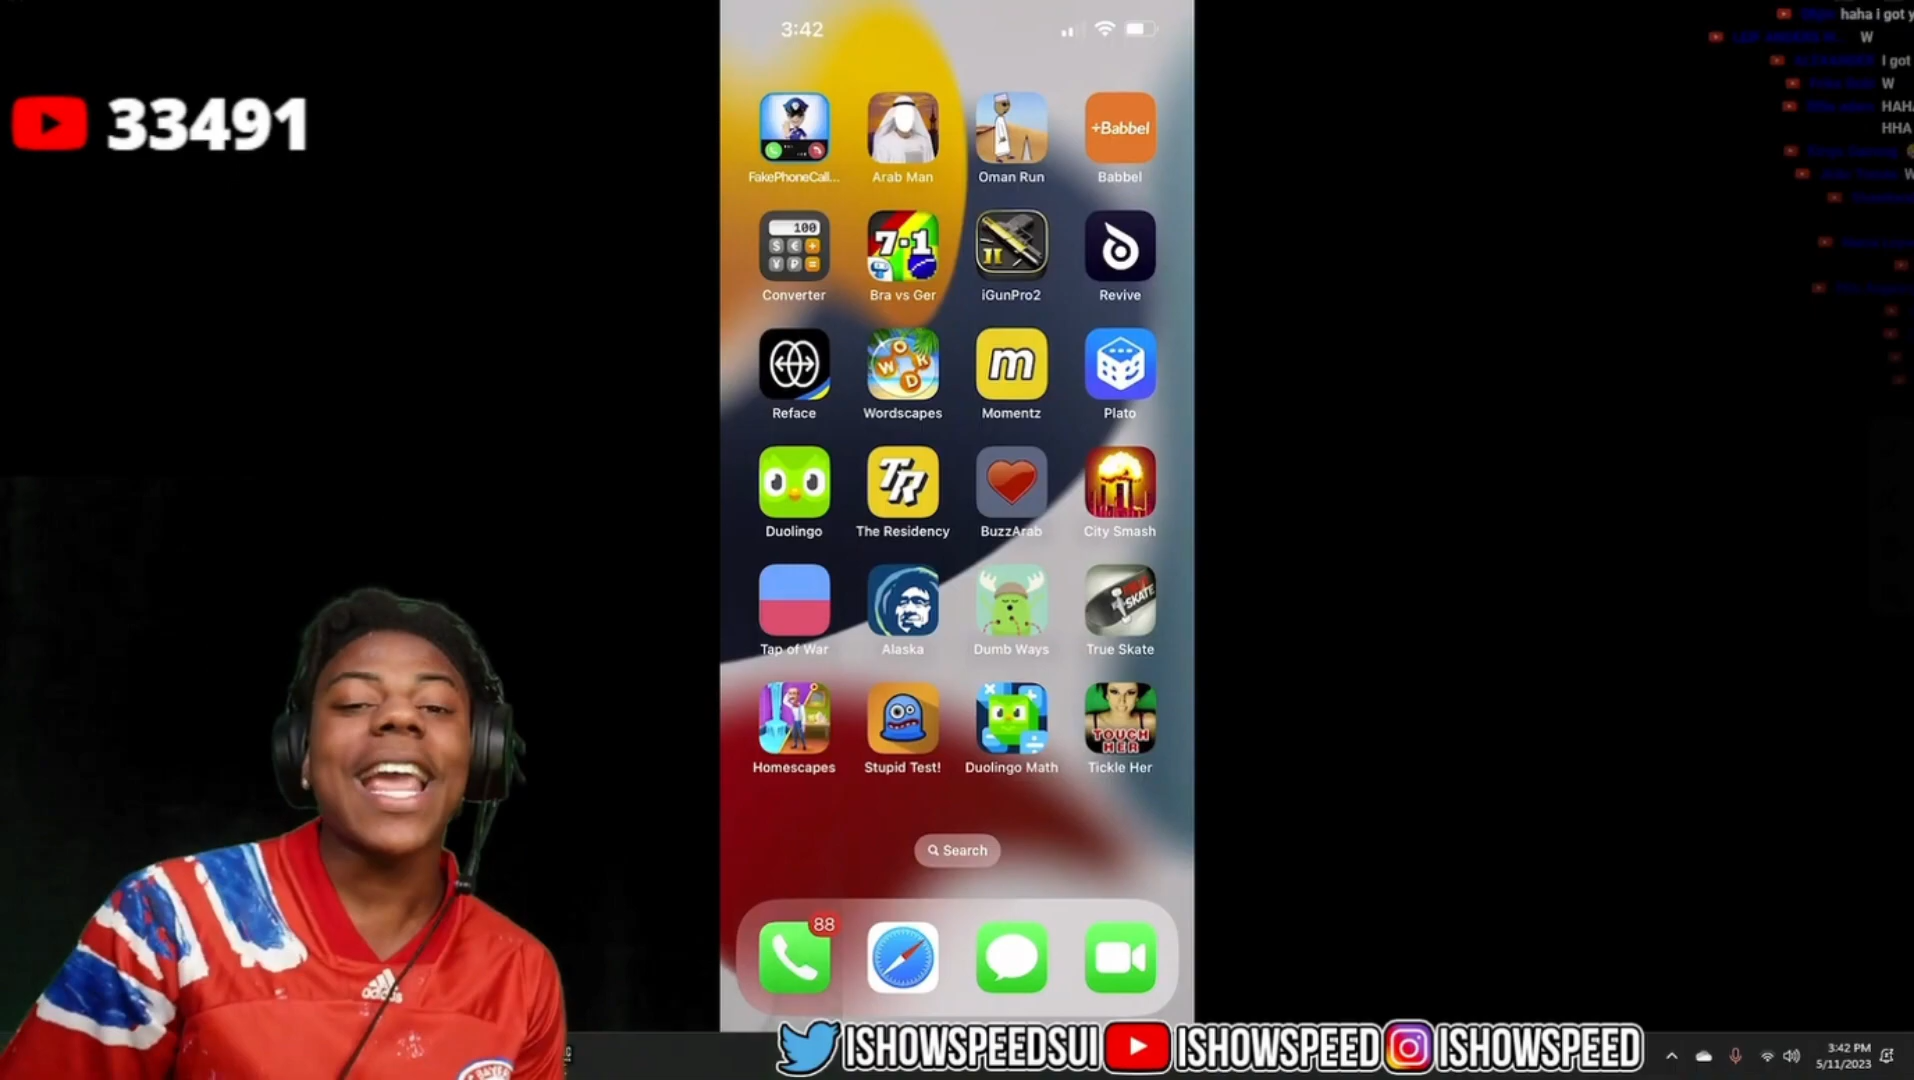 3:42
haha i got y
W
33491
I got
W
HAHA
HHA
W
+Babbel
FakePhoneCall...
Arab Man
Oman Run
Babbel
100
7-1
II
Converter
Bra vs Ger
iGunPro2
Revive
WORD
m
Reface
Wordscapes
Momentz
Plato
TR
Duolingo
The Residency
BuzzArab
City Smash
SKATE
Tap of War
Alaska
Dumb Ways
True Skate
TOUCH
HER
Homescapes
Stupid Test!
Duolingo Math
Tickle Her
Search
88
adidas
ISHOWSPEEDSUI
ISHOWSPEED
ISHOWSPEED
3:42 PM
5/11/2023